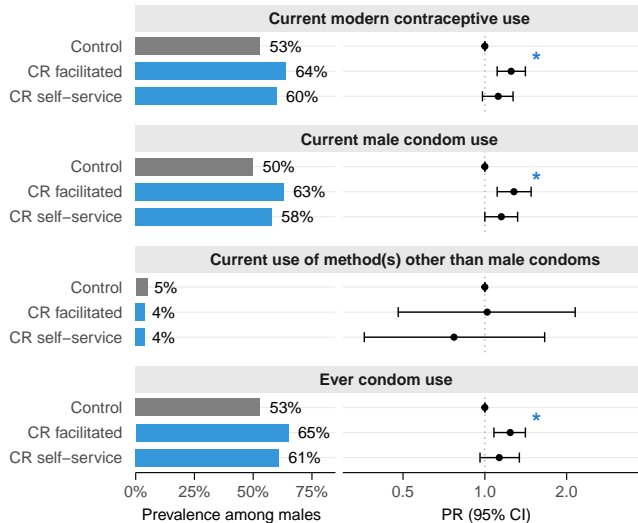 Current modern contraceptive use
Control 53%
CR facilitated 64% *
CR self−service 60%
Current male condom use
Control 50%
CR facilitated 63% *
CR self−service 58%
Current use of method(s) other than male condoms
Control 5%
CR facilitated 4%
CR self−service 4%
Ever condom use
Control 53%
CR facilitated 65% *
CR self−service 61%
0% 25% 50% 75% 0.5 1.0 2.0
Prevalence among males PR (95% CI)